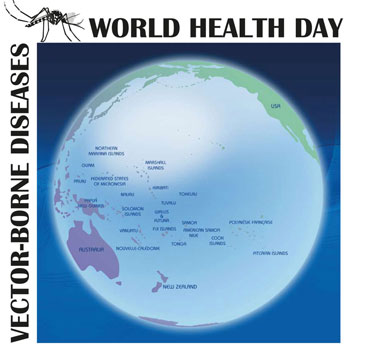 WORLD HEALTH DAY
VECTOR-BORNE DISEASES
USA
NORTHERN
MARIANA ISLANDS
GUAM
MARSHALL
ISLANDS
PALAU
FEDERATED STATES
OF MICRONESIA
KIRIBATI
NAURU
TOKELAU
PAPUA
NEW GUINEA
TUVALU
SOLOMON
ISLANDS
WALLIS
&
FUTUNA
SAMOA
POLYNESIE FRANCAISE
VANUATU
FIJI ISLANDS
AMERICAN SAMOA
NIUE
COOK
ISLANDS
AUSTRALIA
NOUVELLE-CALEDONIE
TONGA
PITCAIRN ISLANDS
NEW ZEALAND